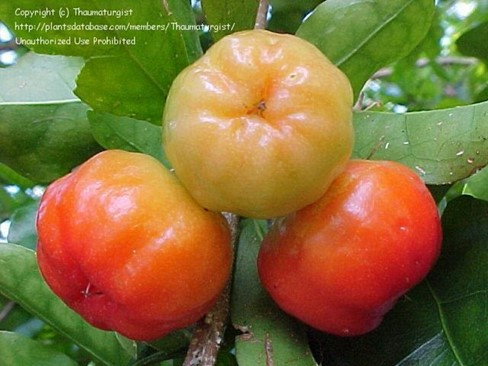 Copyright (c) Thaumaturgist
http://plantsdatabase.com/members/Thaumaturgist/
Unauthorized Use Prohibited